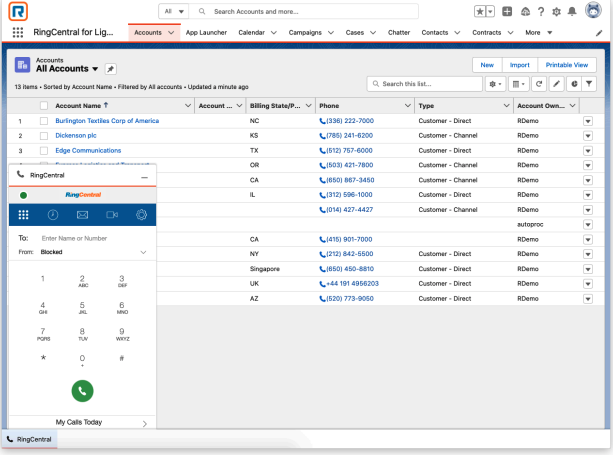 All
Search Accounts and more...
RingCentral for Lig...
Accounts
App Launcher
Calendar
Campaigns
Cases
Chatter
Contacts
Contracts
More
Accounts
All Accounts
New
Import
Printable View
13 items • Sorted by Account Name • Filtered by All accounts • Updated a minute ago
Search this list...
Account Name ↑
Account ...
Billing State/P...
Phone
Type
Account Own...
1 Burlington Textiles Corp of America NC (336) 222-7000 Customer - Direct RDemo
2 Dickenson plc KS (785) 241-6200 Customer - Channel RDemo
3 Edge Communications TX (512) 757-6000 Customer - Direct RDemo
OR (503) 421-7800 Customer - Channel RDemo
CA (650) 867-3450 Customer - Channel RDemo
IL (312) 596-1000 Customer - Direct RDemo
(014) 427-4427 Customer - Channel RDemo
autoproc
CA (415) 901-7000 RDemo
NY (212) 842-5500 Customer - Direct RDemo
Singapore (650) 450-8810 Customer - Direct RDemo
UK +44 191 4956203 Customer - Direct RDemo
AZ (520) 773-9050 Customer - Direct RDemo
RingCentral
RingCentral
To: Enter Name or Number
From: Blocked
1 2 3
ABC DEF
4 5 6
GHI JKL MNO
7 8 9
PQRS TUV WXYZ
* 0 #
+
My Calls Today
RingCentral